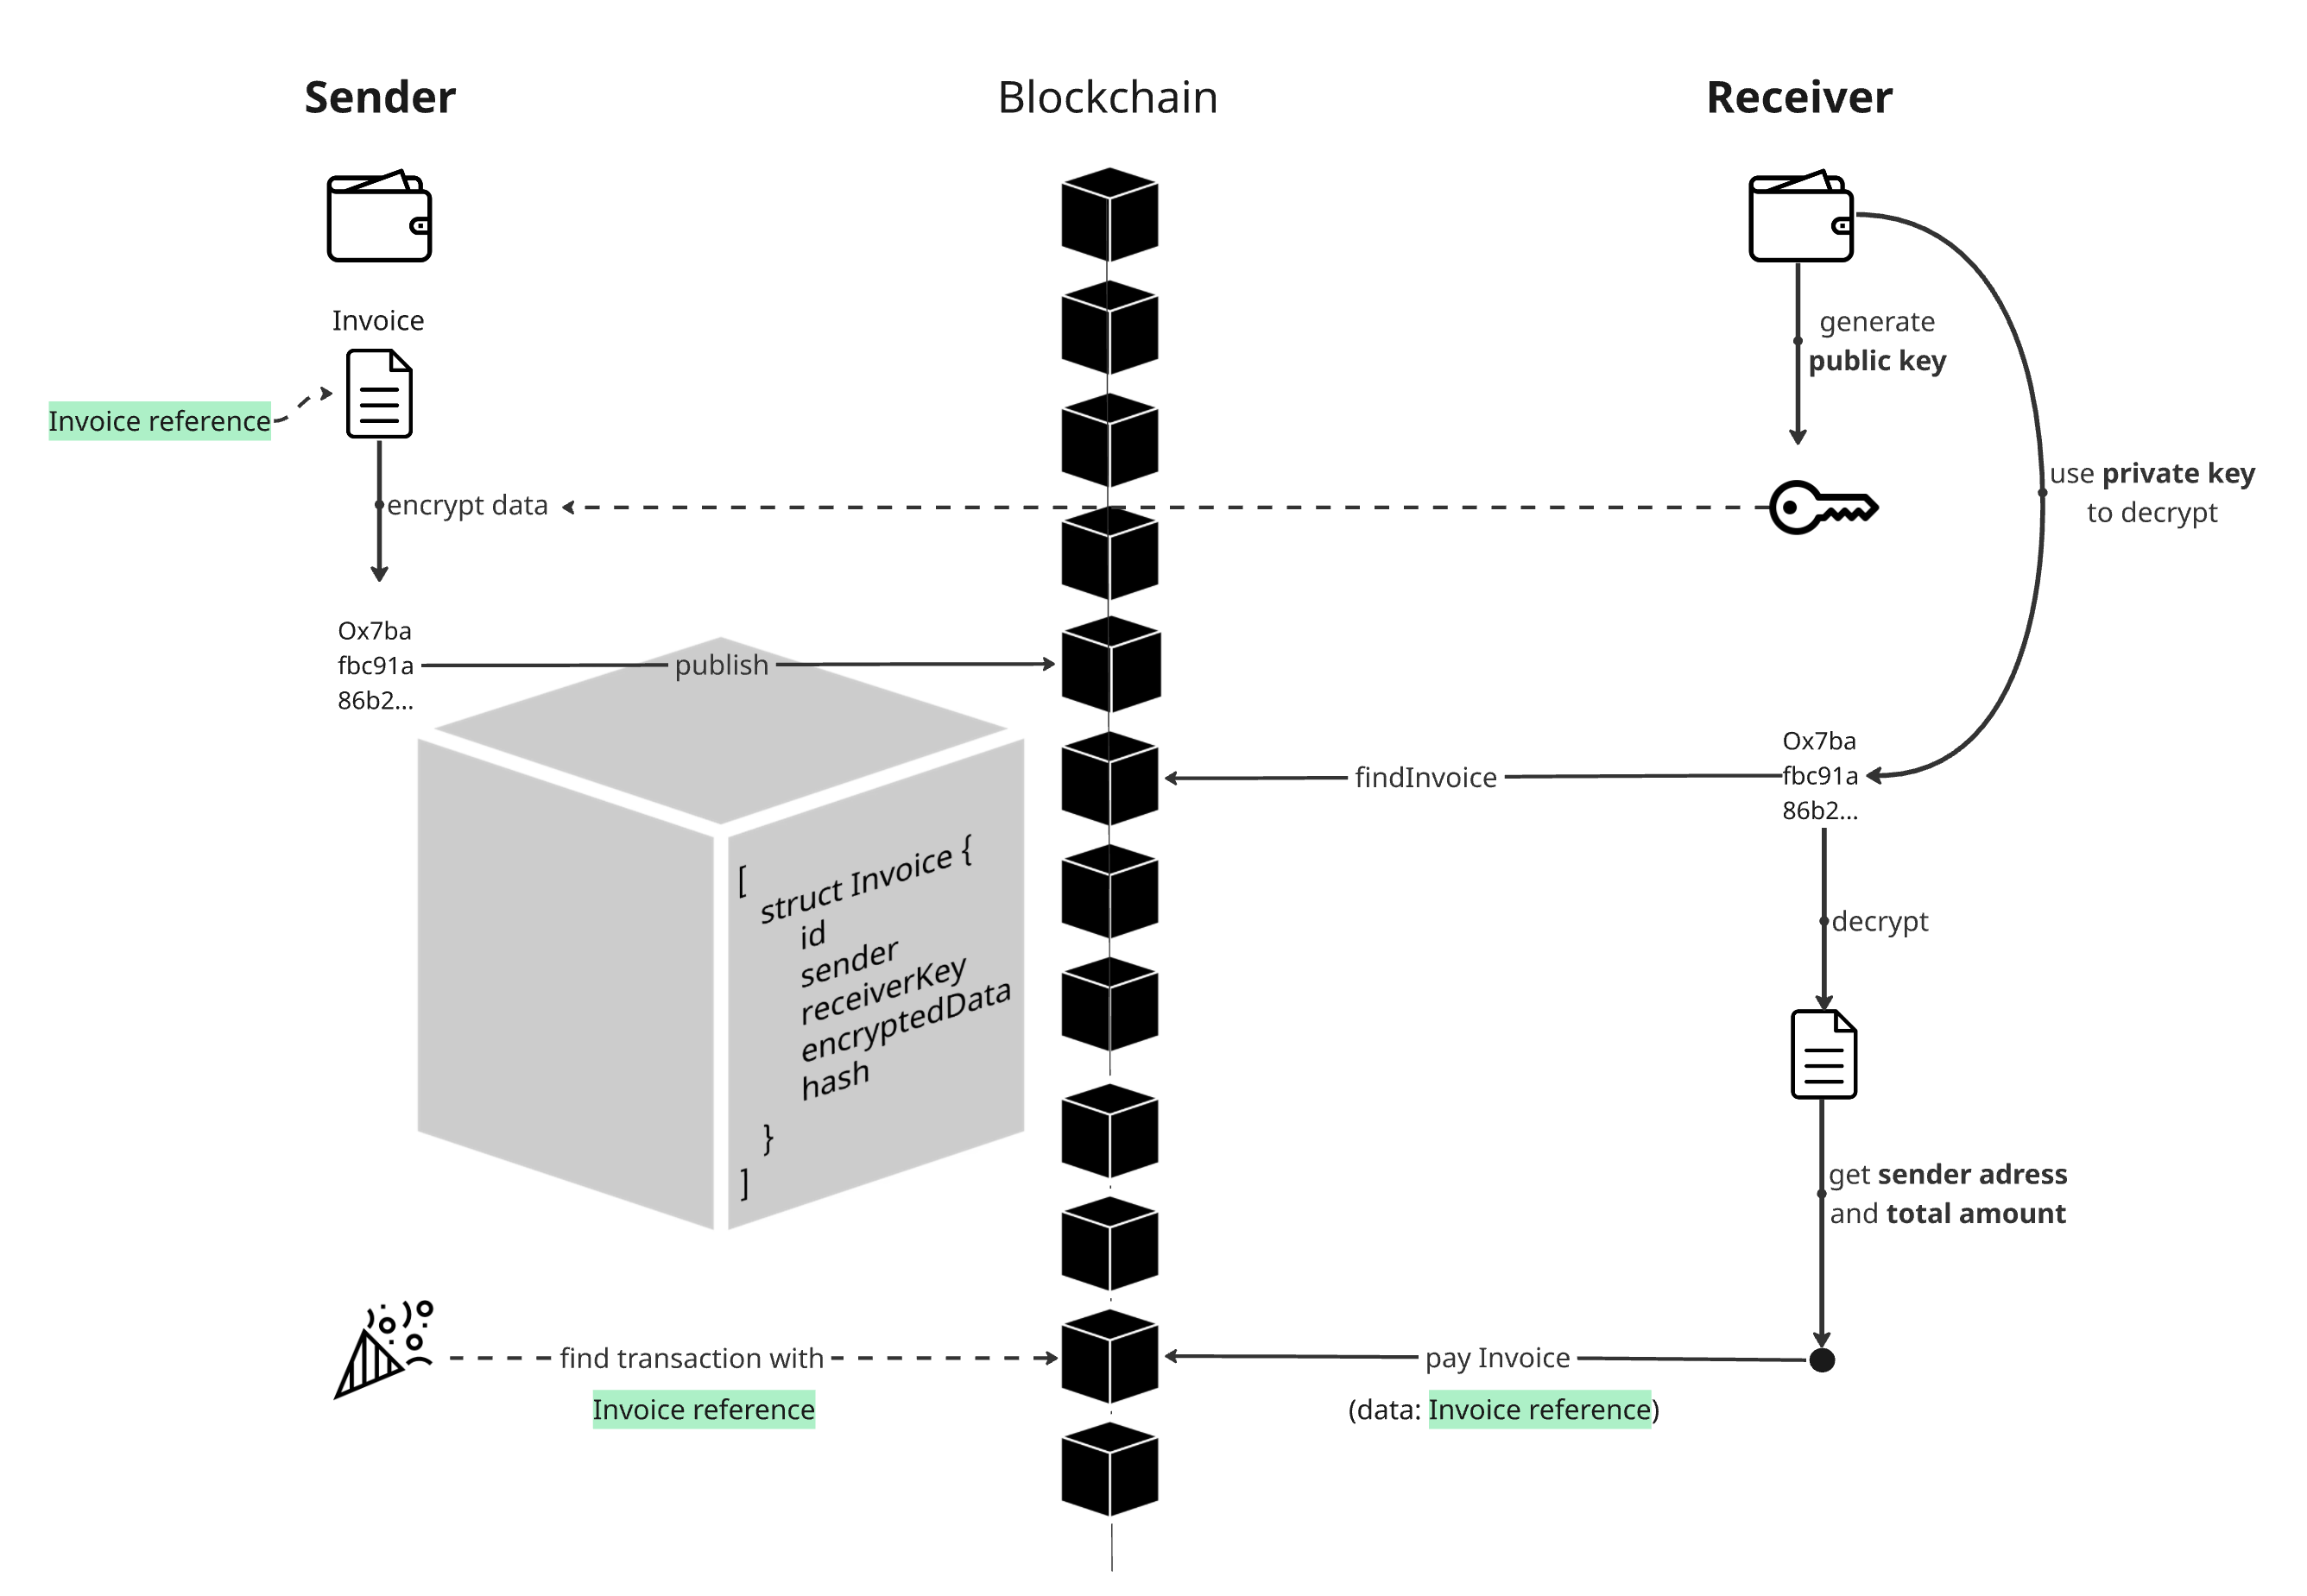 Sender
Blockchain
Receiver
Invoice
Invoice reference
encrypt data
generate
public key
use private key
to decrypt
Ox7ba
fbc91a
86b2...
publish
[
struct Invoice {
id
sender
receiverKey
encryptedData
hash
}
]
findInvoice
Ox7ba
fbc91a
86b2...
decrypt
get sender adress
and total amount
find transaction with
Invoice reference
pay Invoice
(data: Invoice reference)